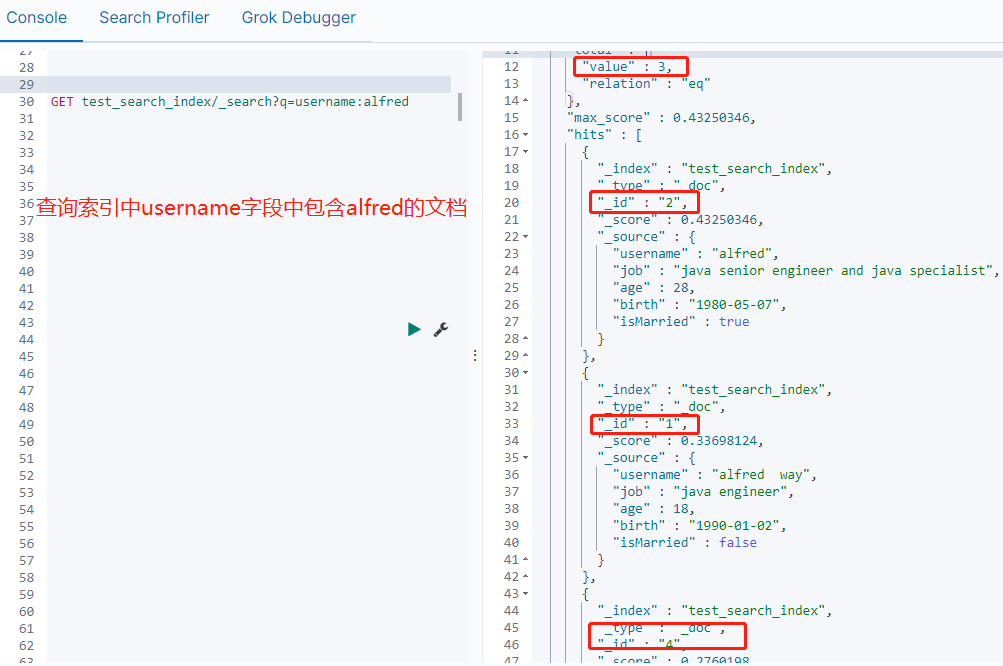 Console Search Profiler Grok Debugger
27
28
29
30 GET test_search_index/_search?q=username:alfred
31
32
33
34
35
36
查询索引中username字段中包含alfred的文档
37
38
39
40
41
42
43
44
45
46
47
48
49
50
51
52
53
54
55
56
57
58
59
60
61
62
63
11 "total" : {
12 "value" : 3,
13 "relation" : "eq"
14 },
15 "max_score" : 0.43250346,
16 "hits" : [
17 {
18 "_index" : "test_search_index",
19 "_type" : "_doc",
20 "_id" : "2",
21 "_score" : 0.43250346,
22 "_source" : {
23 "username" : "alfred",
24 "job" : "java senior engineer and java specialist",
25 "age" : 28,
26 "birth" : "1980-05-07",
27 "isMarried" : true
28 }
29 },
30 {
31 "_index" : "test_search_index",
32 "_type" : "_doc",
33 "_id" : "1",
34 "_score" : 0.33698124,
35 "_source" : {
36 "username" : "alfred  way",
37 "job" : "java engineer",
38 "age" : 18,
39 "birth" : "1990-01-02",
40 "isMarried" : false
41 }
42 },
43 {
44 "_index" : "test_search_index",
45 "_type" : "_doc",
46 "_id" : "4",
47 "_score" : 0.2760198,